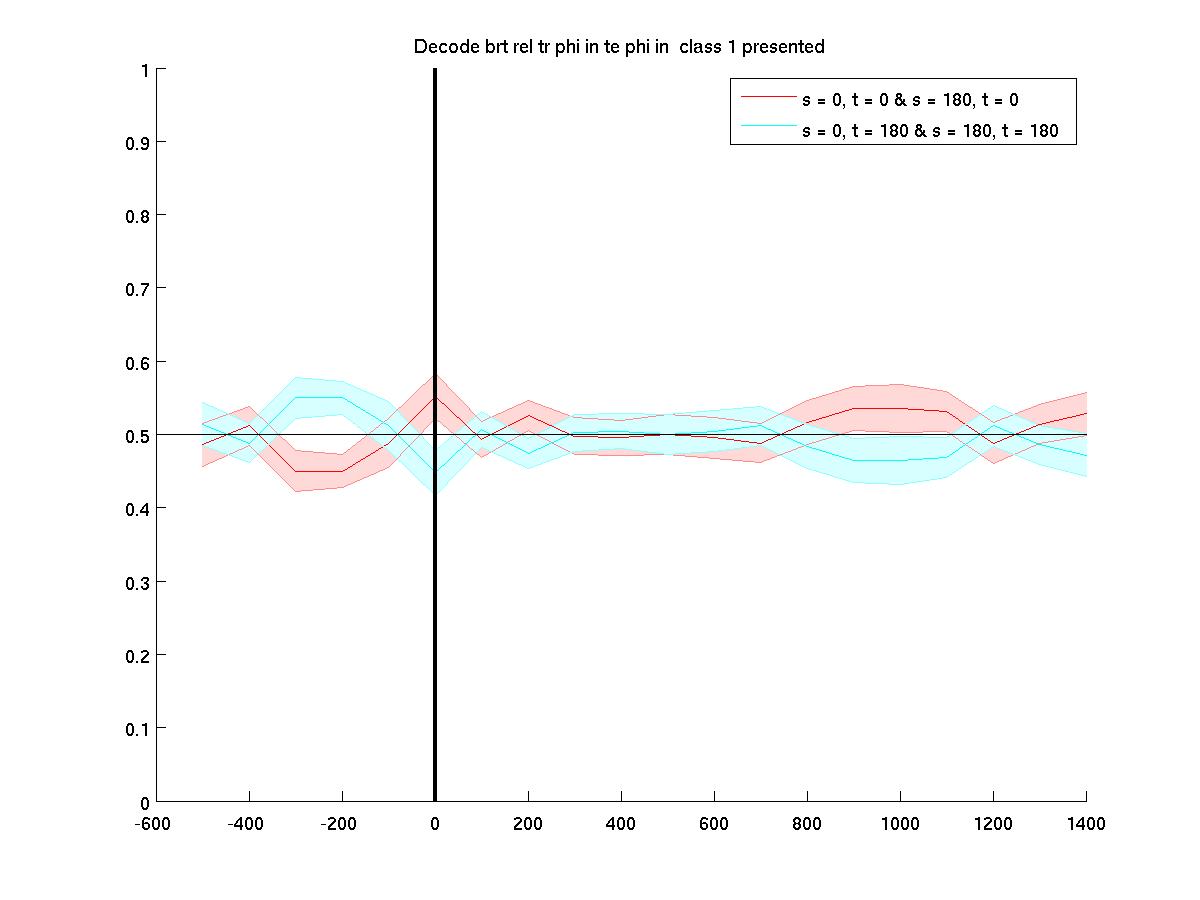 Decode brt rel tr phi in te phi in  class 1 presented
s = 0, t = 0 & s = 180, t = 0
s = 0, t = 180 & s = 180, t = 180
1
0.9
0.8
0.7
0.6
0.5
0.4
0.3
0.2
0.1
0
-600 -400 -200 0 200 400 600 800 1000 1200 1400